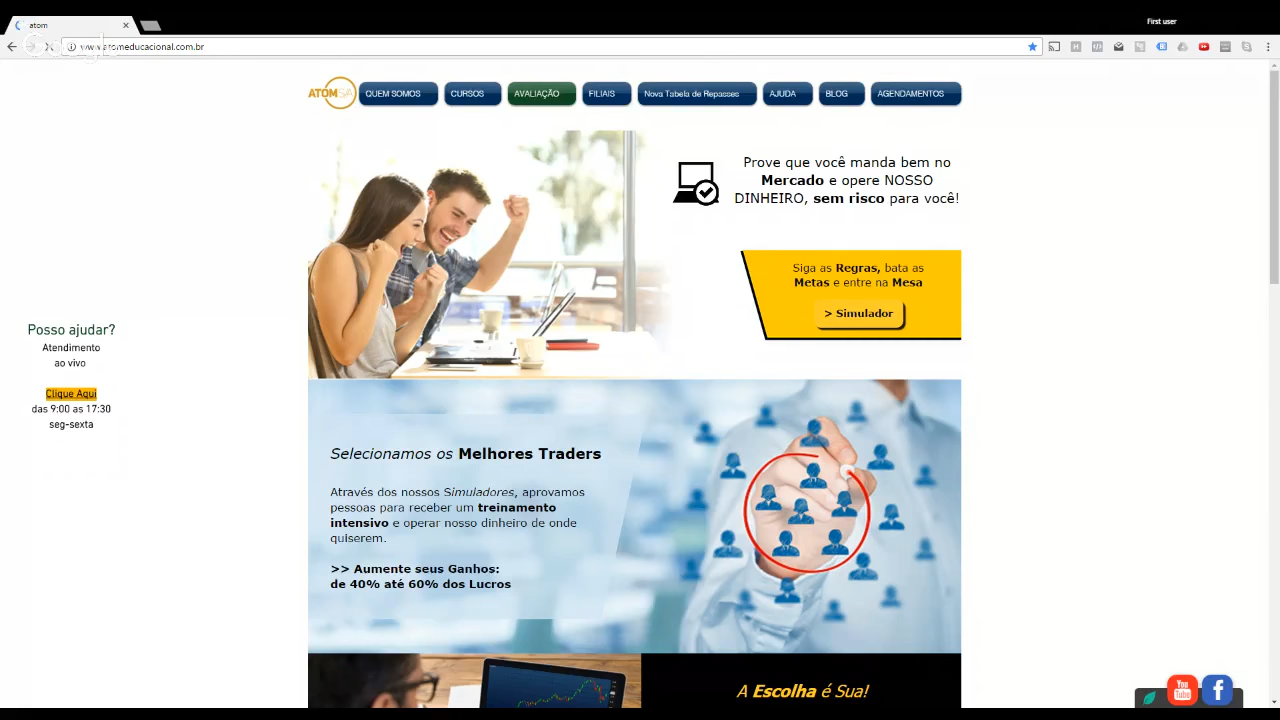 atom
First user
www.atomeducacional.com.br
ATOMSA
QUEM SOMOS
CURSOS
AVALIAÇÃO
FILIAIS
Nova Tabela de Repasses
AJUDA
BLOG
AGENDAMENTOS
Prove que você manda bem no
Mercado e opere NOSSO
DINHEIRO, sem risco para você!
Siga as Regras, bata as
Metas e entre na Mesa
> Simulador
Posso ajudar?
Atendimento
ao vivo
Clique Aqui
das 9:00 as 17:30
seg-sexta
Selecionamos os Melhores Traders
Através dos nossos Simuladores, aprovamos
pessoas para receber um treinamento
intensivo e operar nosso dinheiro de onde
quiserem.
>> Aumente seus Ganhos:
de 40% até 60% dos Lucros
A Escolha é Sua!
You
Tube